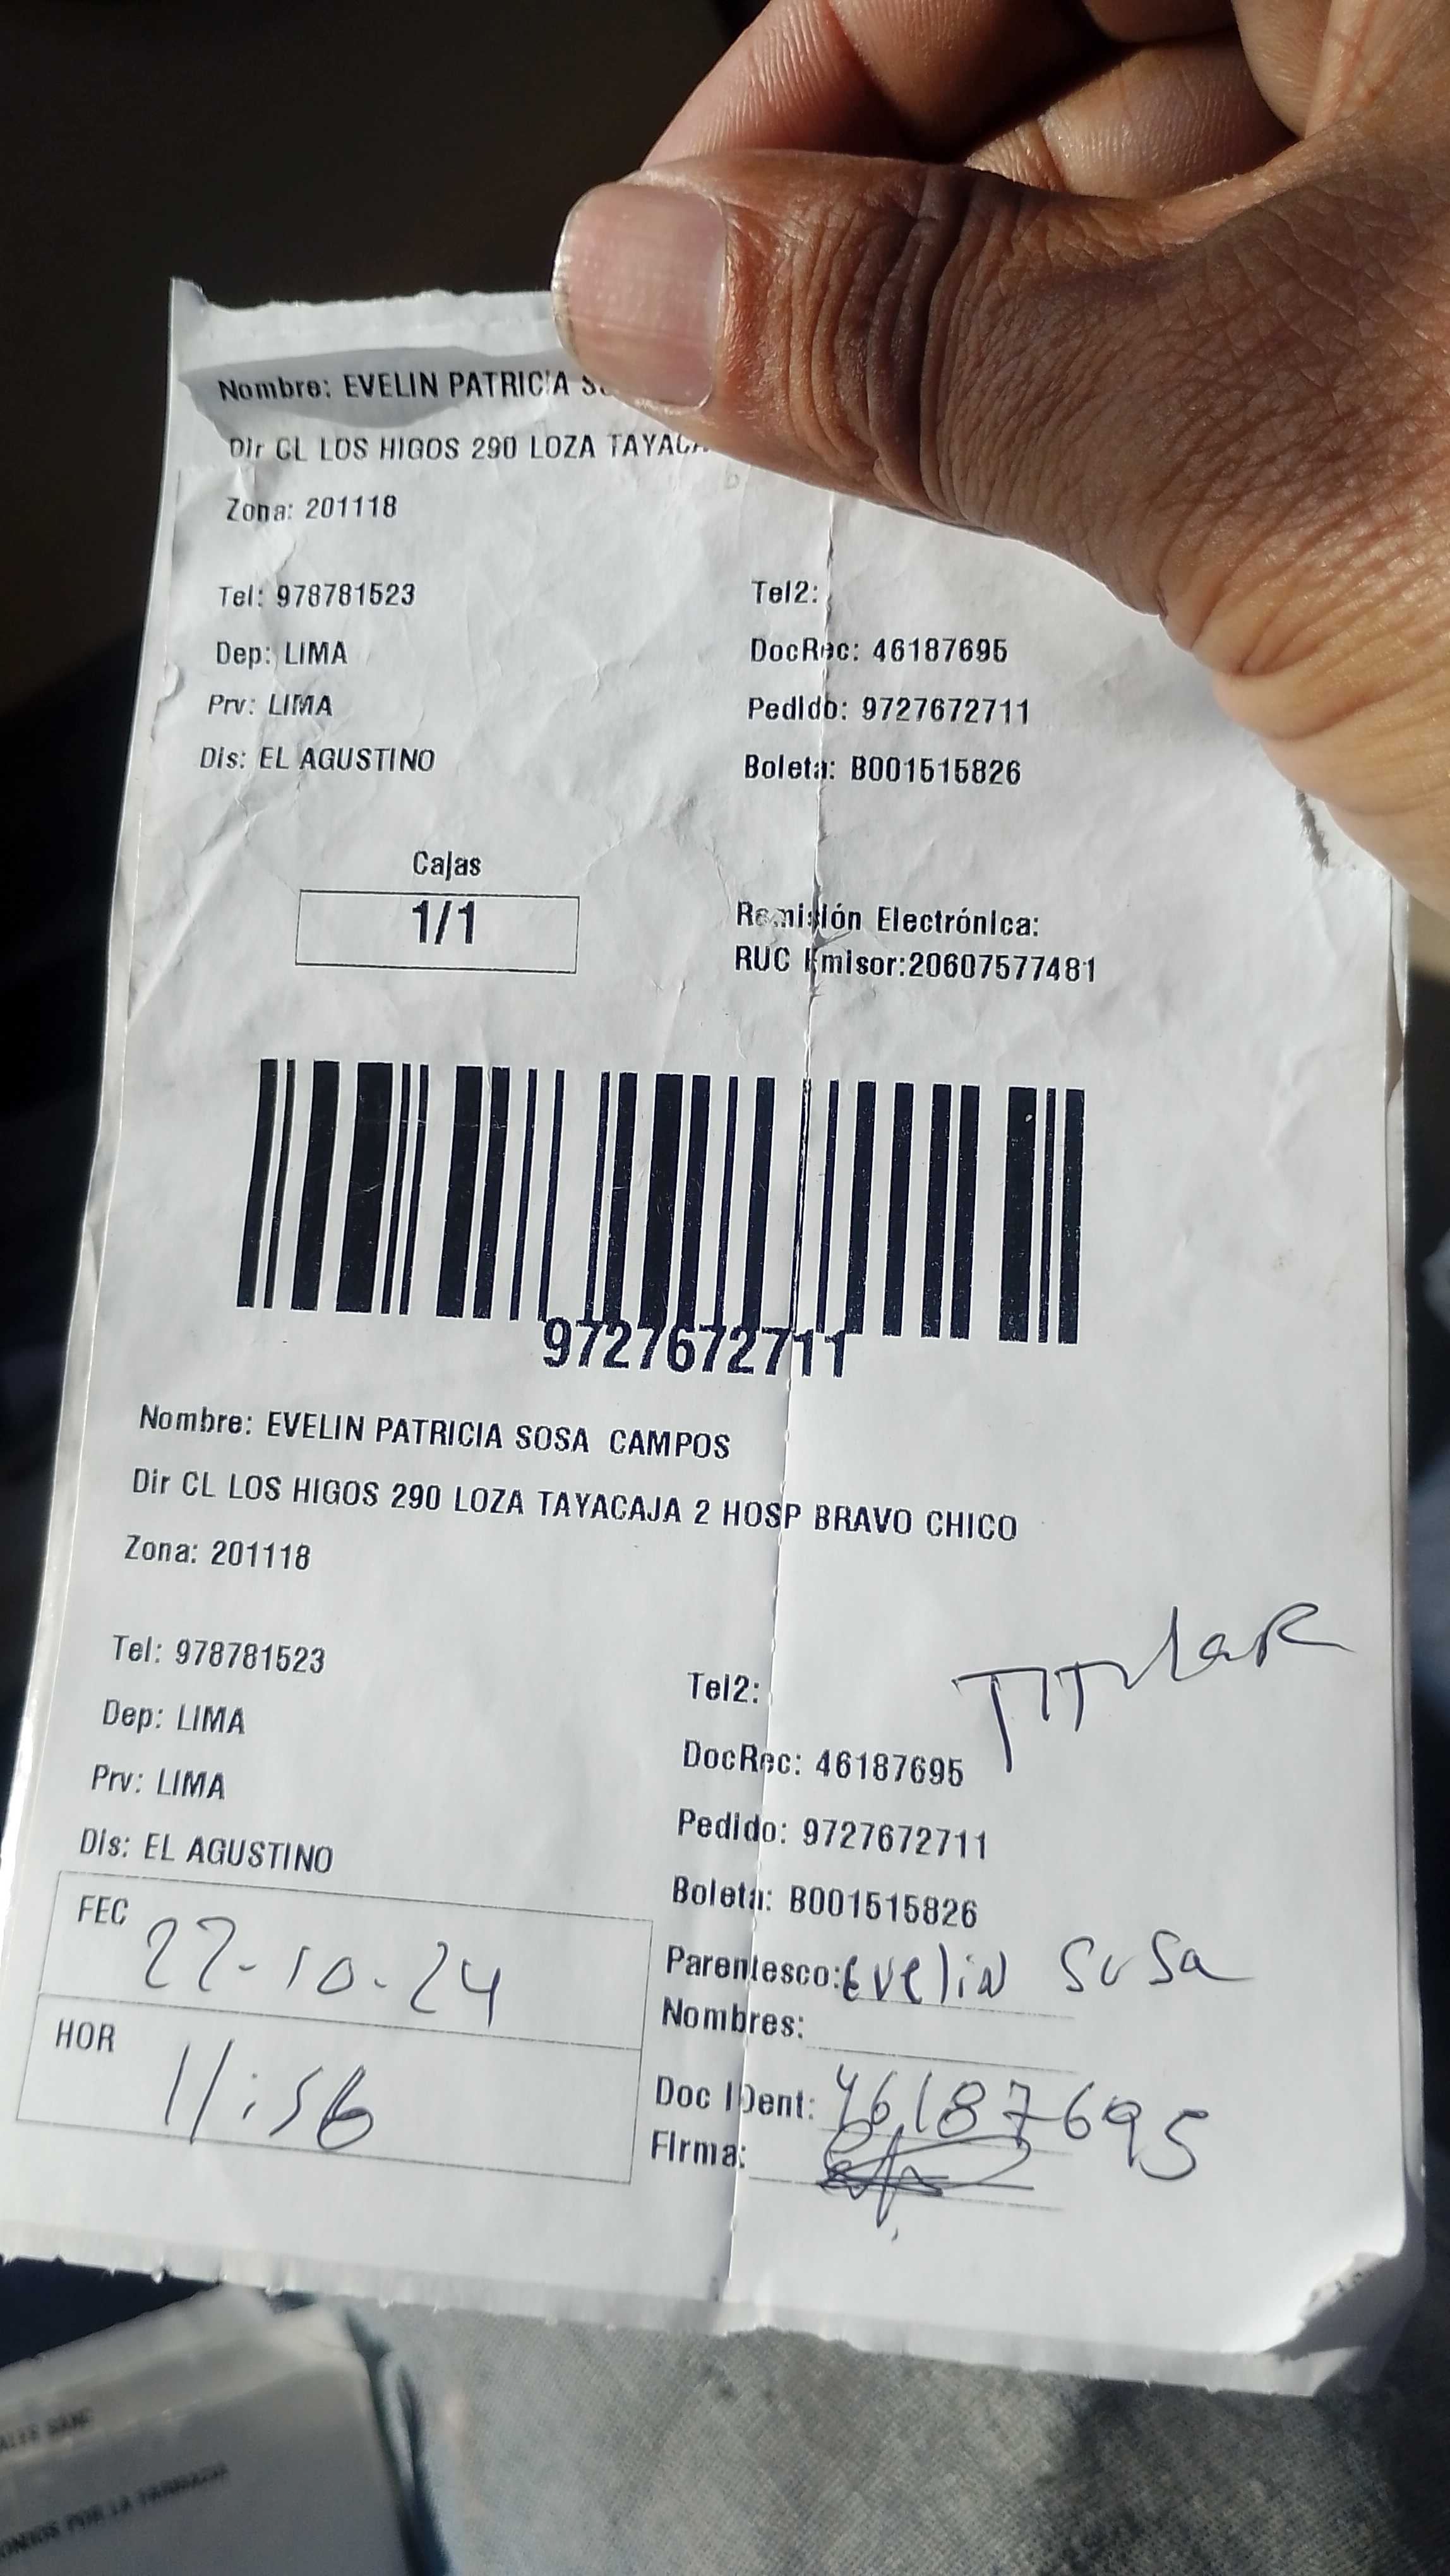 Nombre: EVELIN PATRICIA
Dir CL LOS HIGOS 290 LOZA
Zona: 201118
Tel: 978781523
Tel2:
Dep: LIMA
DocRec: 46187695
Prv: LIMA
Pedido: 9727672711
Dis: EL AGUSTINO
Boleta: B001515826
Cajas
1/1
Remisión Electrónica:
RUC Emisor:20607577481
9727672711
Nombre: EVELIN PATRICIA SOSA CAMPOS
Dir CL LOS HIGOS 290 LOZA TAYACAJA 2 HOSP BRAVO CHICO
Zona: 201118
TITULAR
Tel: 978781523
Tel2:
Dep: LIMA
DocRec: 46187695
Prv: LIMA
Pedido: 9727672711
Dis: EL AGUSTINO
Boleta: B001515826
FEC 22-10-24
Parentesco: Evelin Sosa
Nombres:
HOR 11:56
Doc IDent: 46187695
Firma:
POR LA